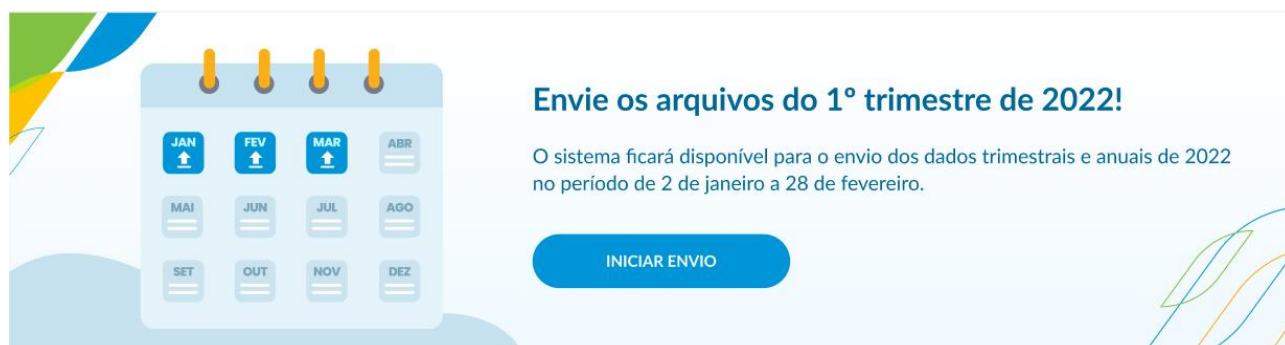 Envie os arquivos do 1º trimestre de 2022!
O sistema ficará disponível para o envio dos dados trimestrais e anuais de 2022
no período de 2 de janeiro a 28 de fevereiro.
INICIAR ENVIO
JAN FEV MAR ABR
MAI JUN JUL AGO
SET OUT NOV DEZ